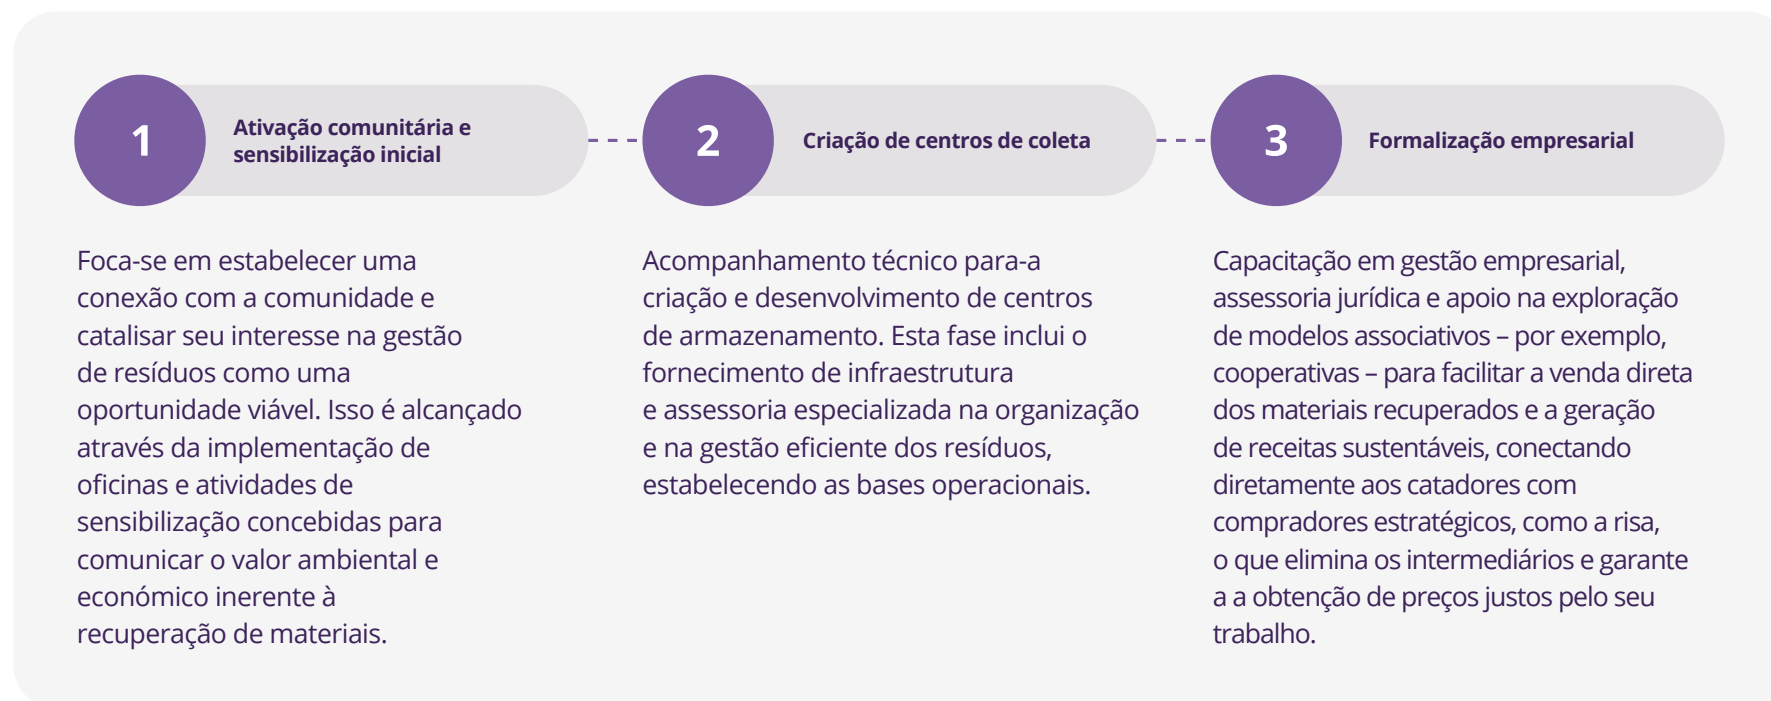 1
Ativação comunitária e
sensibilização inicial
Foca-se em estabelecer uma
conexão com a comunidade e
catalisar seu interesse na gestão
de resíduos como uma
oportunidade viável. Isso é alcançado
através da implementação de
oficinas e atividades de
sensibilização concebidas para
comunicar o valor ambiental e
económico inerente à
recuperação de materiais.
2
Criação de centros de coleta
Acompanhamento técnico para-a
criação e desenvolvimento de centros
de armazenamento. Esta fase inclui o
fornecimento de infraestrutura
e assessoria especializada na organização
e na gestão eficiente dos resíduos,
estabelecendo as bases operacionais.
3
Formalização empresarial
Capacitação em gestão empresarial,
assessoria jurídica e apoio na exploração
de modelos associativos – por exemplo,
cooperativas – para facilitar a venda direta
dos materiais recuperados e a geração
de receitas sustentáveis, conectando
diretamente aos catadores com
compradores estratégicos, como a risa,
o que elimina os intermediários e garante
a a obtenção de preços justos pelo seu
trabalho.